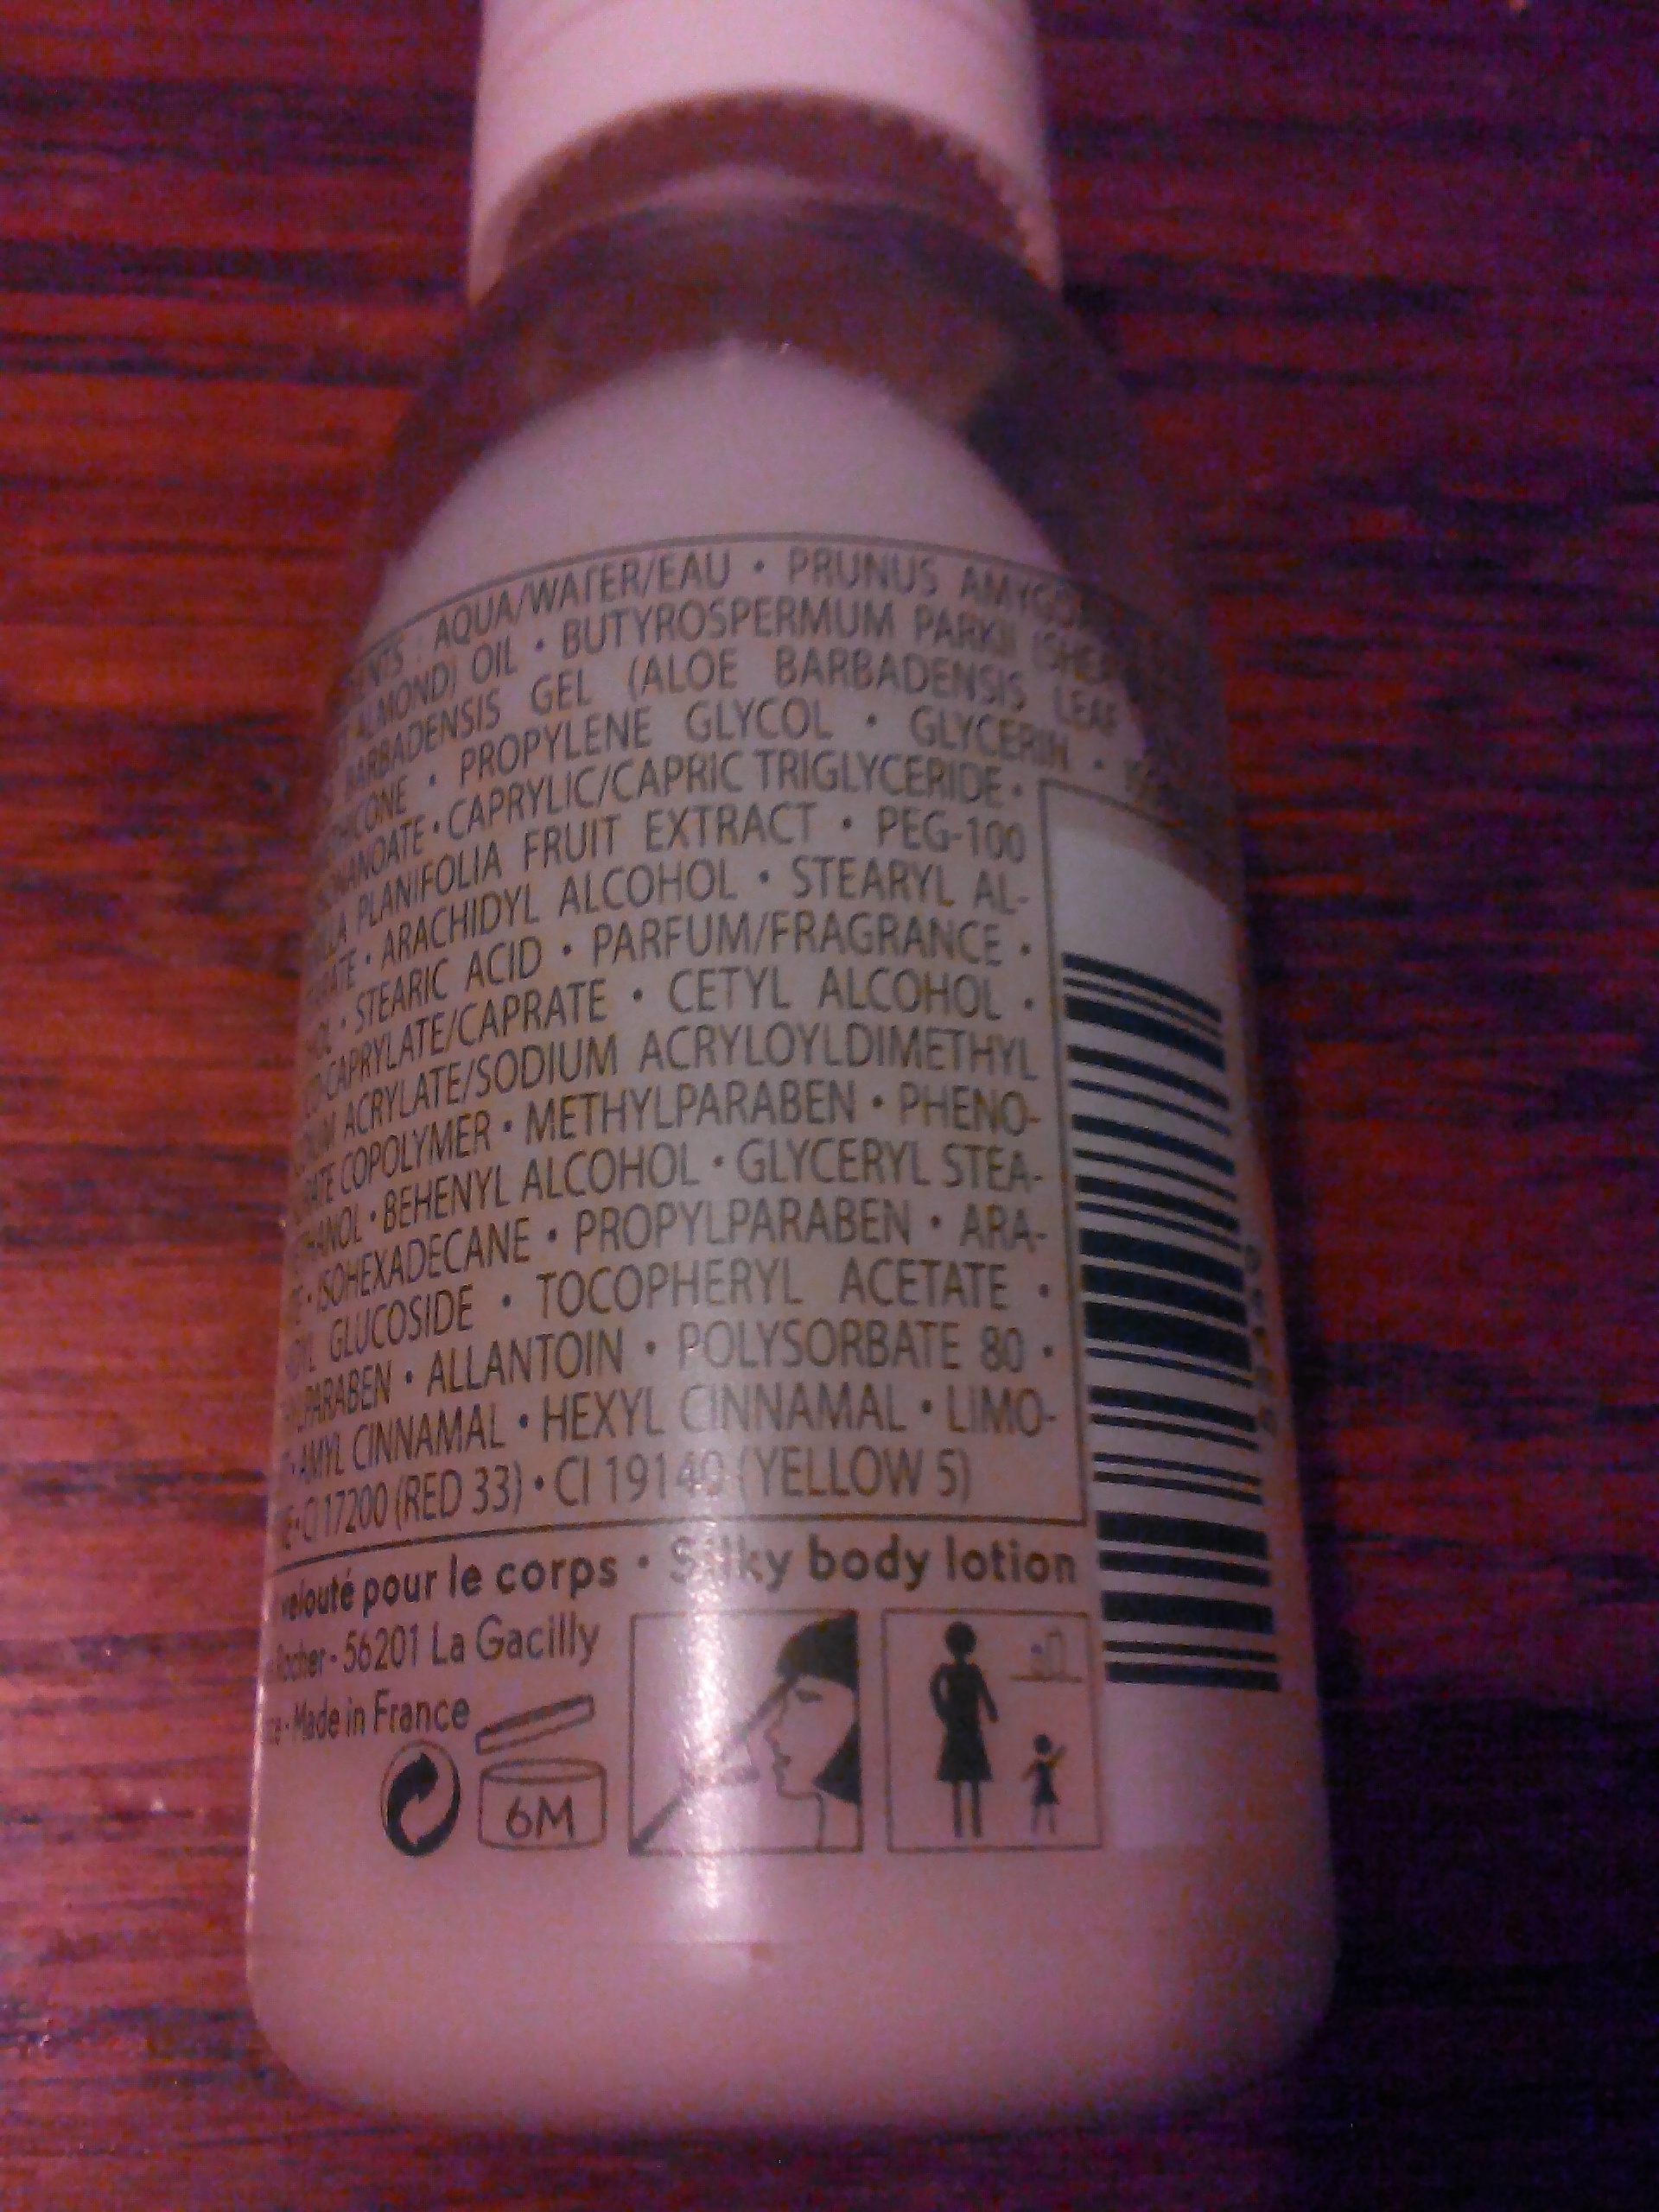 : AQUA/WATER/EAU • PRUNUS
ALMOND) OIL • BUTYROSPERMUM PARKII (SHEA
BARBADENSIS GEL (ALOE BARBADENSIS LEAF
• PROPYLENE GLYCOL • GLYCERIN •
• CAPRYLIC/CAPRIC TRIGLYCERIDE •
PLANIFOLIA FRUIT EXTRACT • PEG-100
• ARACHIDYL ALCOHOL • STEARYL AL-
• STEARIC ACID • PARFUM/FRAGRANCE •
CAPRYLATE/CAPRATE • CETYL ALCOHOL •
ACRYLATE/SODIUM ACRYLOYLDIMETHYL
COPOLYMER • METHYLPARABEN • PHENO-
• BEHENYL ALCOHOL • GLYCERYL STEA-
• ISOHEXADECANE • PROPYLPARABEN • ARA-
GLUCOSIDE • TOCOPHERYL ACETATE •
• ALLANTOIN • POLYSORBATE 80 •
• AMYL CINNAMAL • HEXYL CINNAMAL • LIMO-
• CI 17200 (RED 33) • CI 19140 (YELLOW 5)
velouté pour le corps • Silky body lotion
Rocher - 56201 La Gacilly
- Made in France
6M